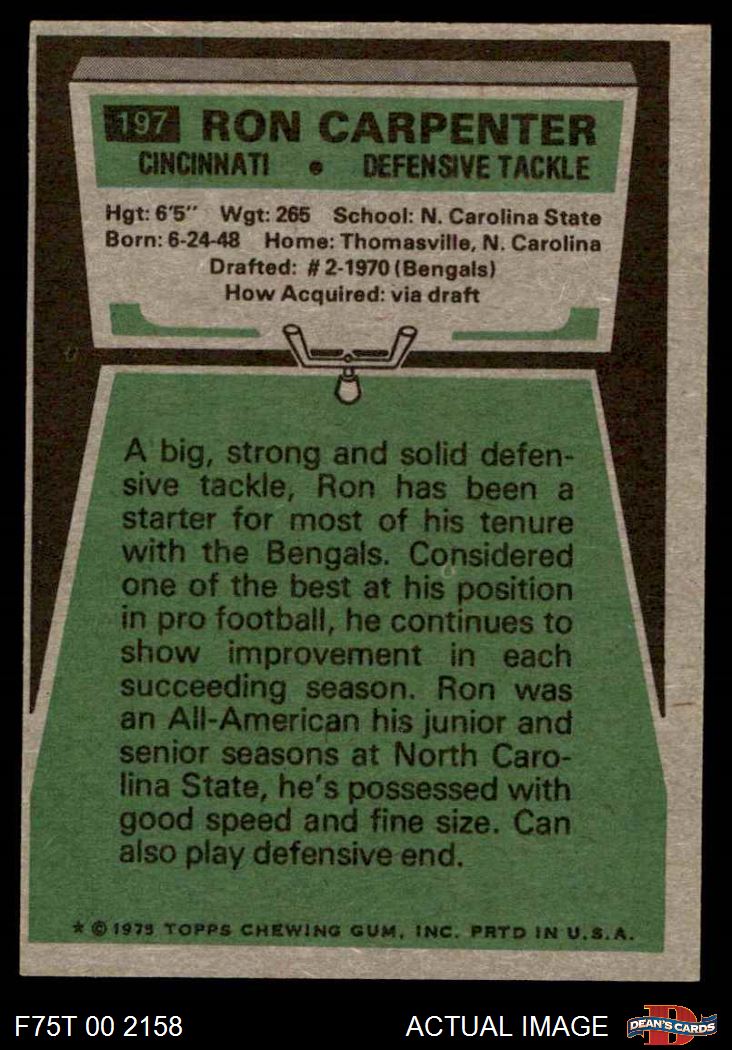 197 RON CARPENTER
CINCINNATI • DEFENSIVE TACKLE
Hgt: 6'5" Wgt: 265 School: N. Carolina State
Born: 6-24-48 Home: Thomasville, N. Carolina
Drafted: #2-1970 (Bengals)
How Acquired: via draft
A big, strong and solid defen-
sive tackle, Ron has been a
starter for most of his tenure
with the Bengals. Considered
one of the best at his position
in pro football, he continues to
show improvement in each
succeeding season. Ron was
an All-American his junior and
senior seasons at North Caro-
lina State, he's possessed with
good speed and fine size. Can
also play defensive end.
* © 1975 TOPPS CHEWING GUM, INC. PRTD IN U.S.A.
F75T 00 2158 ACTUAL IMAGE D DEAN'S CARDS